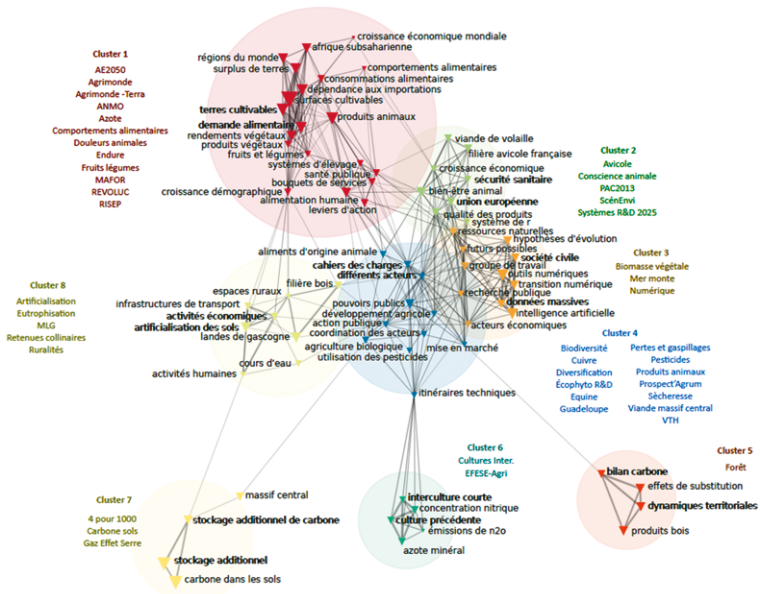 croissance économique mondiale
afrique subsaharienne
régions du monde
surplus de terres
comportements alimentaires
consommations alimentaires
dépendance aux importations
surfaces cultivables
terres cultivables
produits animaux
demande alimentaire
rendements végétaux
produits végétaux
fruits et légumes
systèmes d'élevage
santé publique
bouquets de services
croissance démographique
alimentation humaine
leviers d'action
Cluster 1
AE2050
Agrimonde
Agrimonde -Terra
ANMO
Azote
Comportements alimentaires
Douleurs animales
Endure
Fruits légumes
MAFOR
REVOLUC
RISEP
viande de volaille
filière avicole française
croissance économique
sécurité sanitaire
bien-être animal
union européenne
qualité des produits
système de r
Cluster 2
Avicole
Conscience animale
PAC2013
ScénEnvi
Systèmes R&D 2025
ressources naturelles
hypothèses d'évolution
futurs possibles
société civile
groupe de travail
outils numériques
transition numérique
recherche publique
données massives
intelligence artificielle
acteurs économiques
Cluster 3
Biomasse végétale
Mer monte
Numérique
aliments d'origine animale
cahiers des charges
différents acteurs
filière bois
pouvoirs publics
développement agricole
action publique
coordination des acteurs
agriculture biologique
mise en marché
utilisation des pesticides
itinéraires techniques
Cluster 4
Biodiversité
Cuivre
Diversification
Écophyto R&D
Equine
Guadeloupe
Pertes et gaspillages
Pesticides
Produits animaux
Prospect'Agrum
Sècheresse
Viande massif central
VTH
Cluster 8
Artificialisation
Eutrophisation
MLG
Retenues collinaires
Ruralités
espaces ruraux
infrastructures de transport
activités économiques
artificialisation des sols
landes de gascogne
cours d'eau
activités humaines
Cluster 6
Cultures Inter.
EFESE-Agri
interculture courte
concentration nitrique
culture précédente
émissions de n2o
azote minéral
Cluster 5
Forêt
bilan carbone
effets de substitution
dynamiques territoriales
produits bois
Cluster 7
4 pour 1000
Carbone sols
Gaz Effet Serre
massif central
stockage additionnel de carbone
stockage additionnel
carbone dans les sols